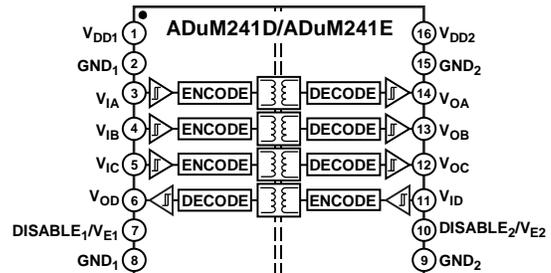 ADuM241D/ADuM241E
VDD1 1 16 VDD2
GND1 2 15 GND2
VIA 3 ENCODE DECODE 14 VOA
VIB 4 ENCODE DECODE 13 VOB
VIC 5 ENCODE DECODE 12 VOC
VOD 6 DECODE ENCODE 11 VID
DISABLE1/VE1 7 10 DISABLE2/VE2
GND1 8 9 GND2